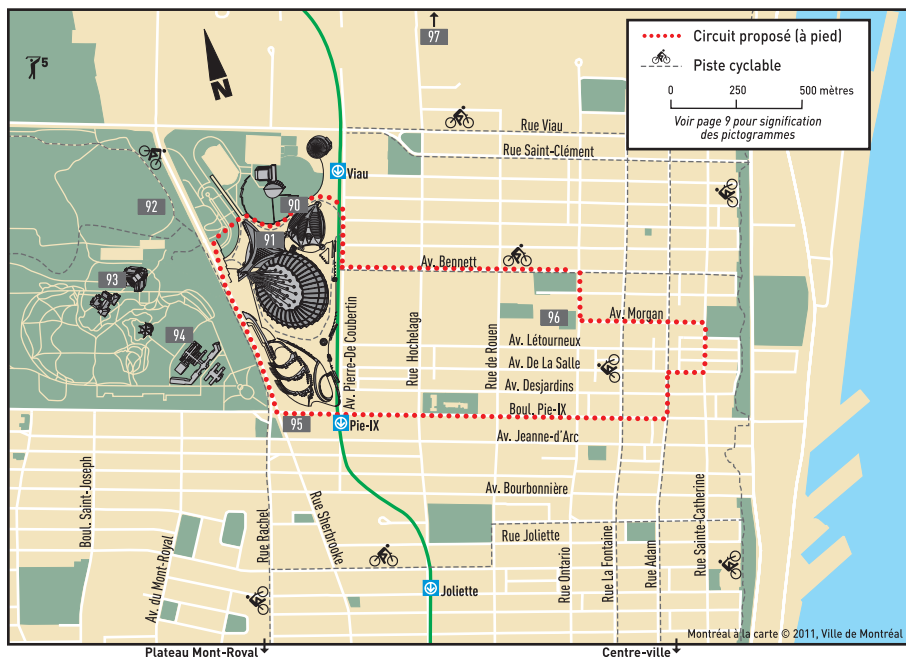 97
5
N
Circuit proposé (à pied)
Piste cyclable
0 250 500 mètres
Voir page 9 pour signification
des pictogrammes
Rue Viau
Rue Saint-Clément
Viau
90
92
91
Av. Bennett
93
96
Av. Morgan
Av. Pierre-De Coubertin
Rue Hochelaga
Rue de Rouen
Av. Létourneux
94
Av. De La Salle
Av. Desjardins
Boul. Pie-IX
95
Pie-IX
Av. Jeanne-d'Arc
Av. Bourbonnière
Boul. Saint-Joseph
Av. du Mont-Royal
Rue Rachel
Rue Sherbrooke
Rue Joliette
Rue Ontario
Rue La Fontaine
Rue Adam
Rue Sainte-Catherine
Joliette
Montréal à la carte © 2011, Ville de Montréal
Plateau Mont-Royal
Centre-ville